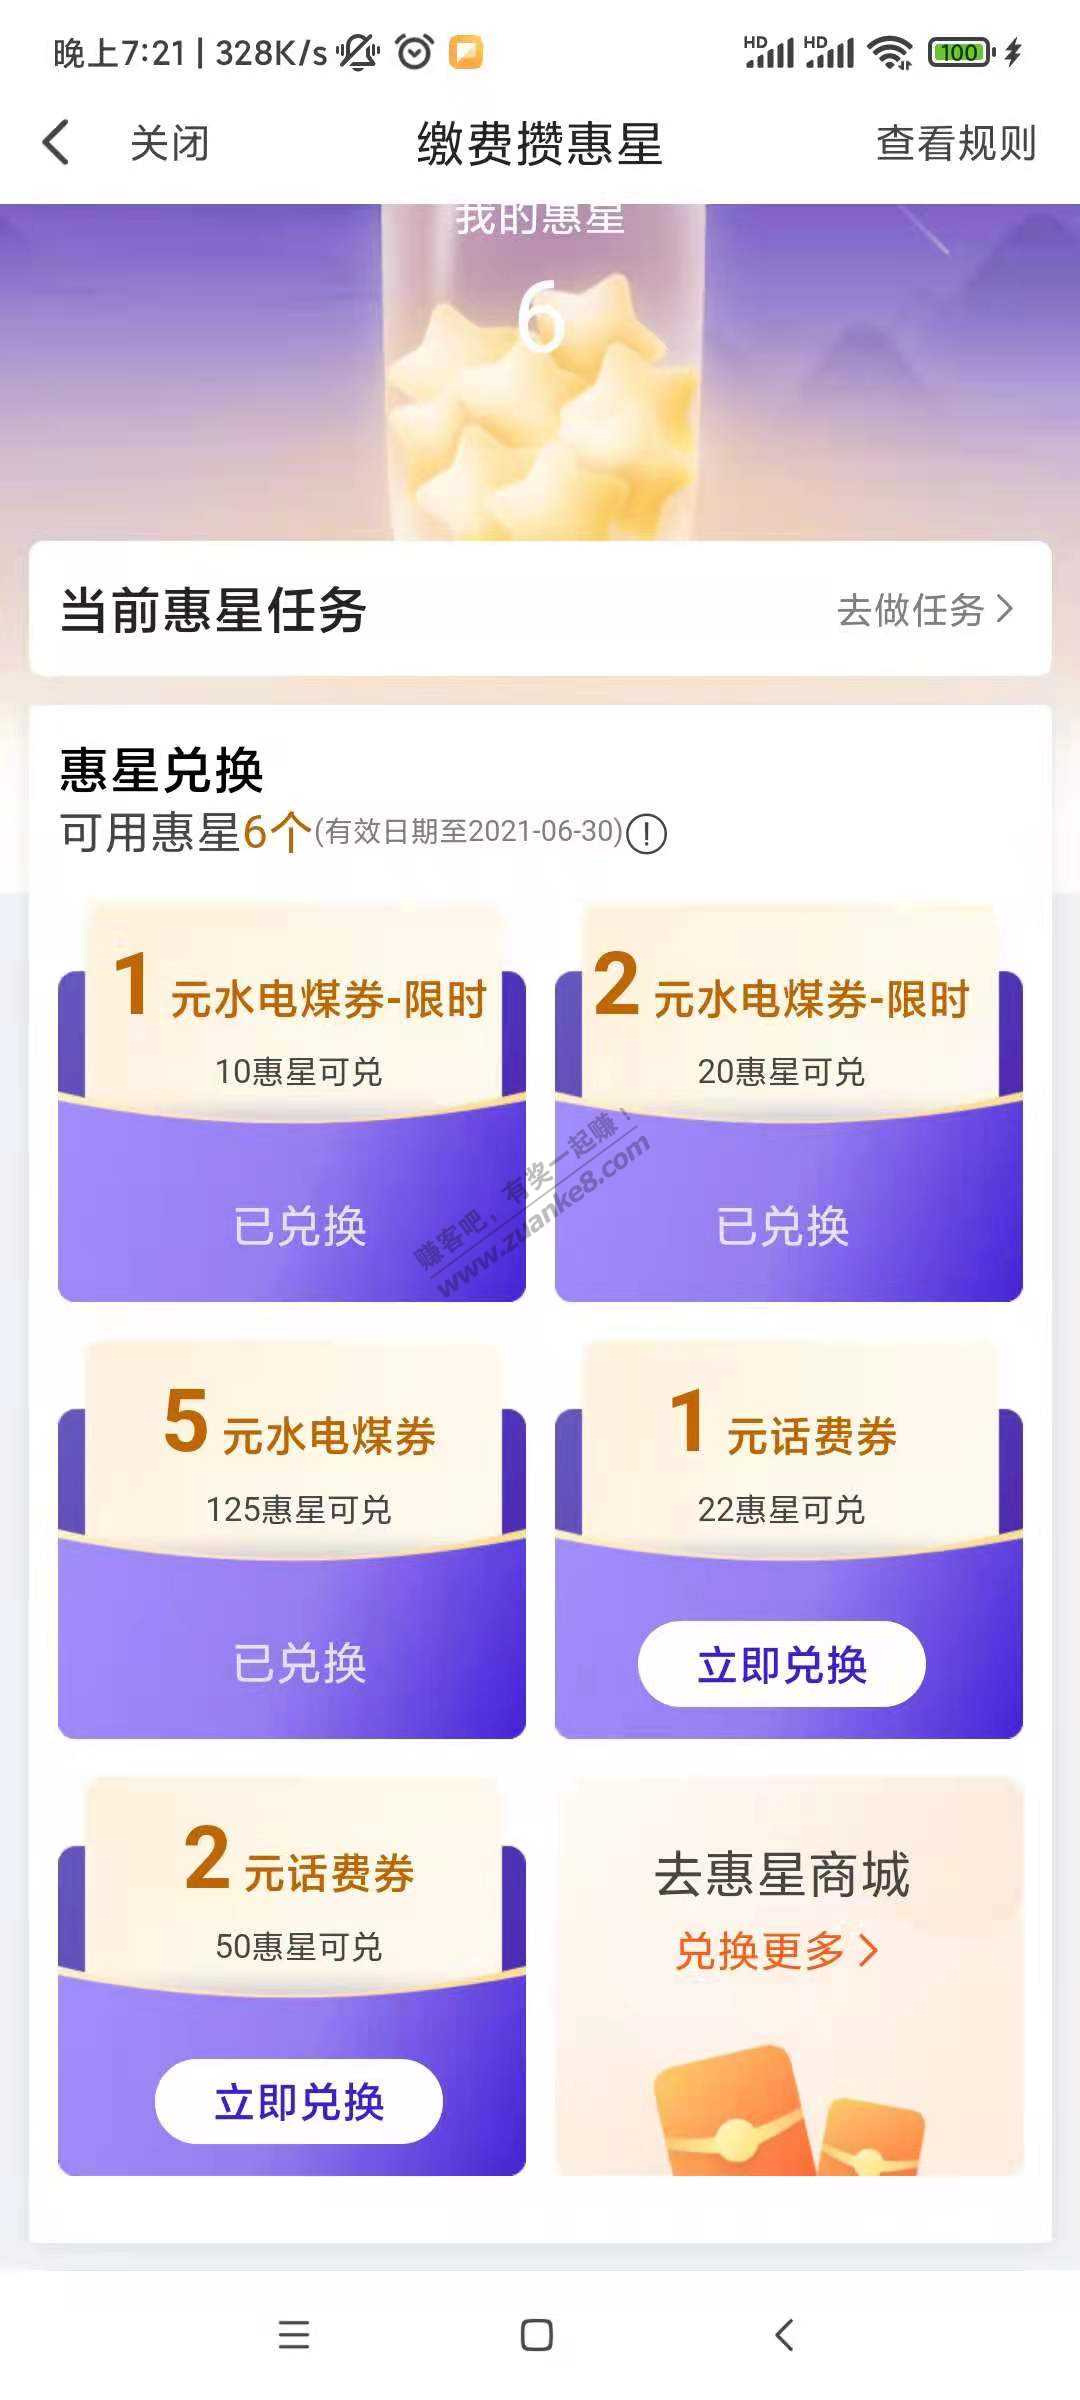 晚上7:21 | 328K/s
HD HD 100
关闭 缴费攒惠星 查看规则
我的惠星
6
当前惠星任务 去做任务
惠星兑换
可用惠星6个(有效日期至2021-06-30)!
1元水电煤券-限时
10惠星可兑
已兑换
2元水电煤券-限时
20惠星可兑
已兑换
赚客吧，有奖一起赚！
www.zuanke8.com
5元水电煤券
125惠星可兑
已兑换
1元话费券
22惠星可兑
立即兑换
2元话费券
50惠星可兑
立即兑换
去惠星商城
兑换更多